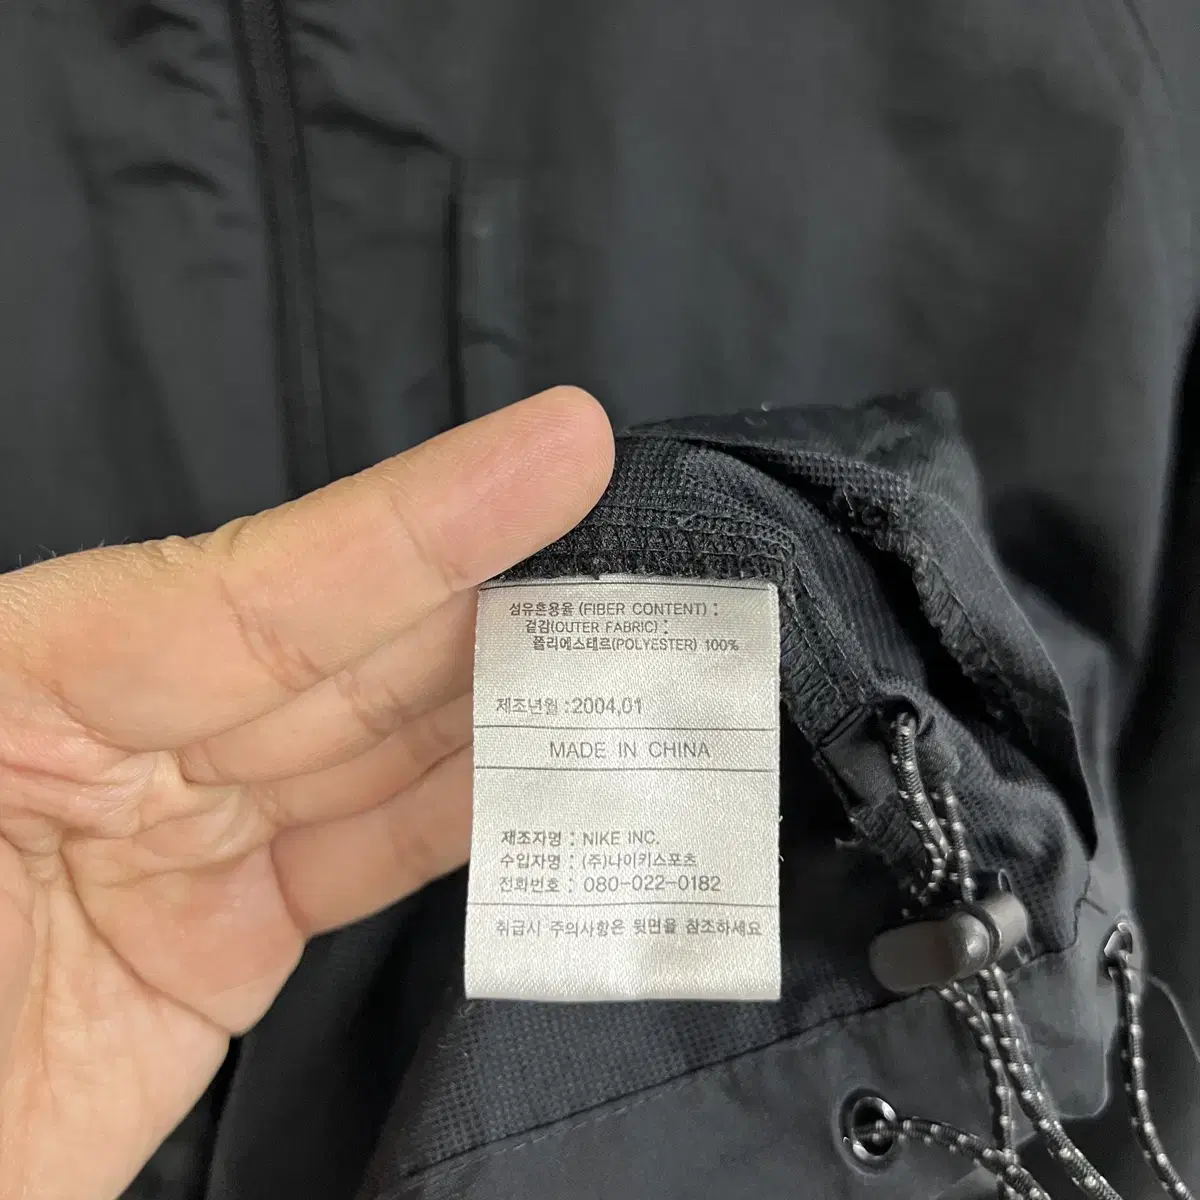 섬유혼용율 (FIBER CONTENT) :
겉감(OUTER FABRIC) :
폴리에스테르(POLYESTER) 100%
제조년월 : 2004.01
MADE IN CHINA
제조자명 : NIKE INC.
수입자명 : (주)나이키스포츠
전화번호 : 080-022-0182
취급시 주의사항은 뒷면을 참조하세요